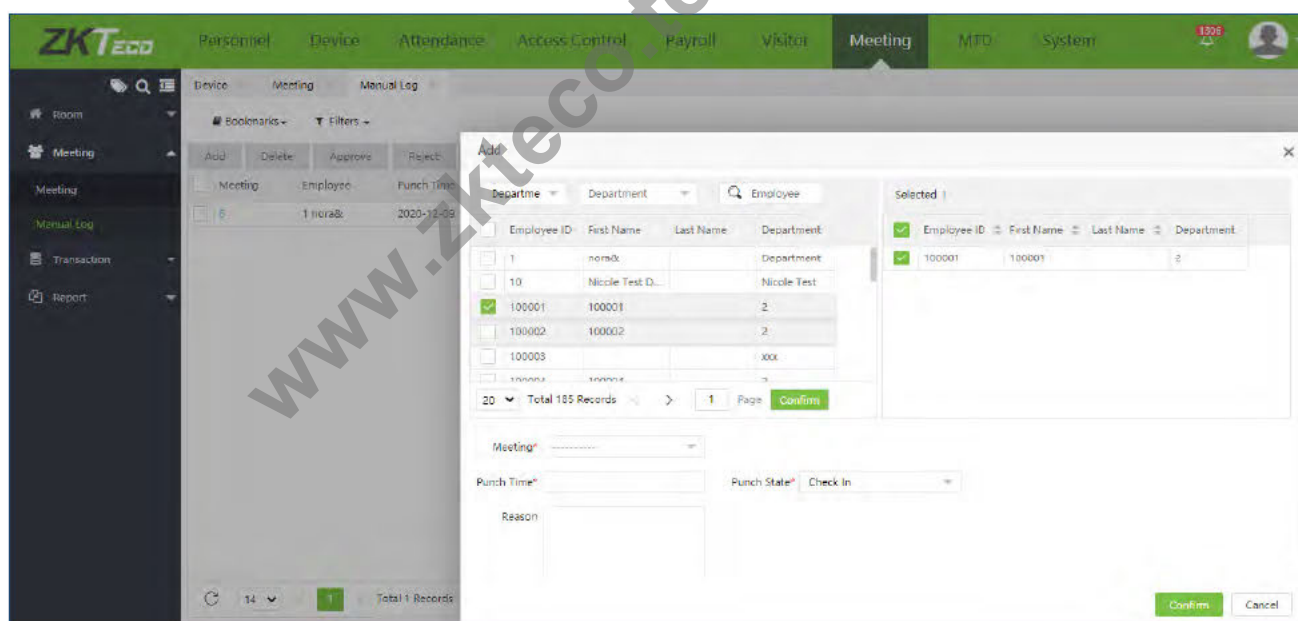 ZKTECO Personnel Device Attendance Access Control Payroll Visitor Meeting MTD System
Device Meeting Manual Log
Room
Bookmarks Filters
Meeting
Add Delete Approve Reject
Meeting Employee Punch Time
Meeting
1 nora& 2020-12-09
Manual Log
Transaction
Report
14 1 Total 1 Records
Add
Departme Department Employee
Employee ID First Name Last Name Department
1 nora& Department
10 Nicole Test D... Nicole Test
100001 100001 2
100002 100002 2
100003 xxx
100004 100004 2
20 Total 185 Records 1 Page Confirm
Selected 1
Employee ID First Name Last Name Department
100001 100001 2
Meeting* ----------
Punch Time* Punch State* Check In
Reason
Confirm Cancel